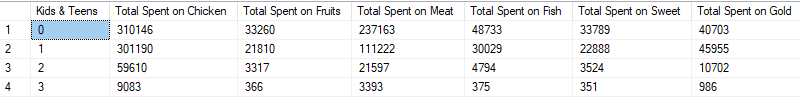 Kids & Teens Total Spent on Chicken Total Spent on Fruits Total Spent on Meat Total Spent on Fish Total Spent on Sweet Total Spent on Gold
1 0 310146 33260 237163 48733 33789 40703
2 1 301190 21810 111222 30029 22888 45955
3 2 59610 3317 21597 4794 3524 10702
4 3 9083 366 3393 375 351 986